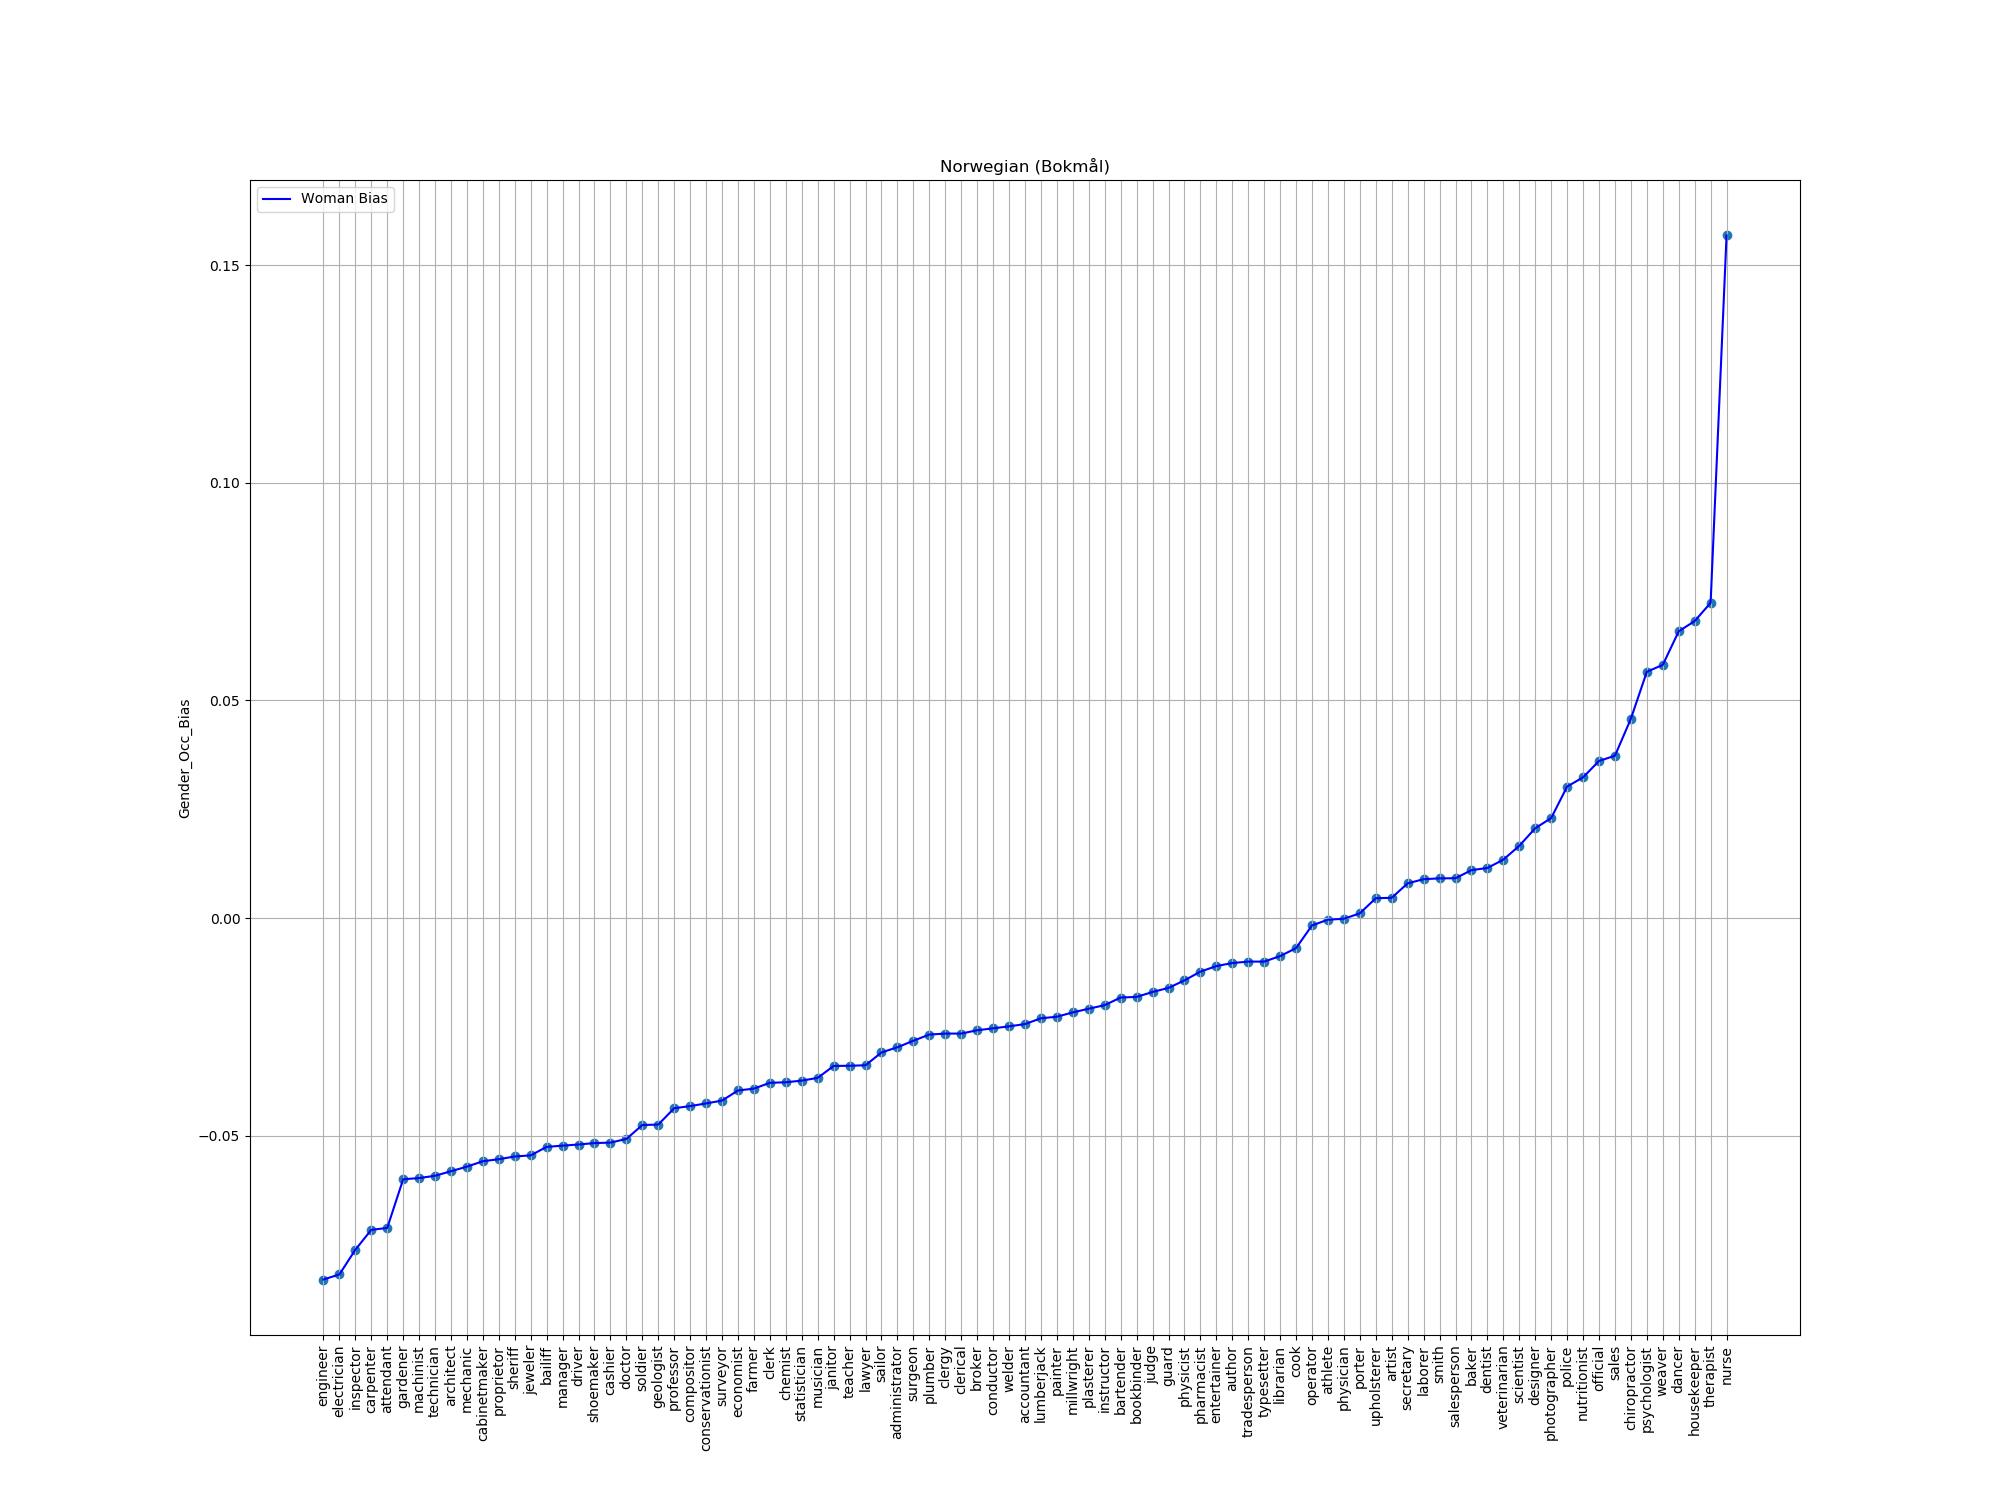 Norwegian (Bokmål)
Woman Bias
0.15
0.10
0.05
0.00
−0.05
Gender_Occ_Bias
engineer
electrician
inspector
carpenter
attendant
gardener
machinist
technician
architect
mechanic
cabinetmaker
proprietor
sheriff
jeweler
bailiff
manager
driver
shoemaker
cashier
doctor
soldier
geologist
professor
compositor
conservationist
surveyor
economist
farmer
clerk
chemist
statistician
musician
janitor
teacher
lawyer
sailor
administrator
surgeon
plumber
clergy
clerical
broker
conductor
welder
accountant
lumberjack
painter
millwright
plasterer
instructor
bartender
bookbinder
judge
guard
physicist
pharmacist
entertainer
author
tradesperson
typesetter
librarian
cook
operator
athlete
physician
porter
upholsterer
artist
secretary
laborer
smith
salesperson
baker
dentist
veterinarian
scientist
designer
photographer
police
nutritionist
official
sales
chiropractor
psychologist
weaver
dancer
housekeeper
therapist
nurse